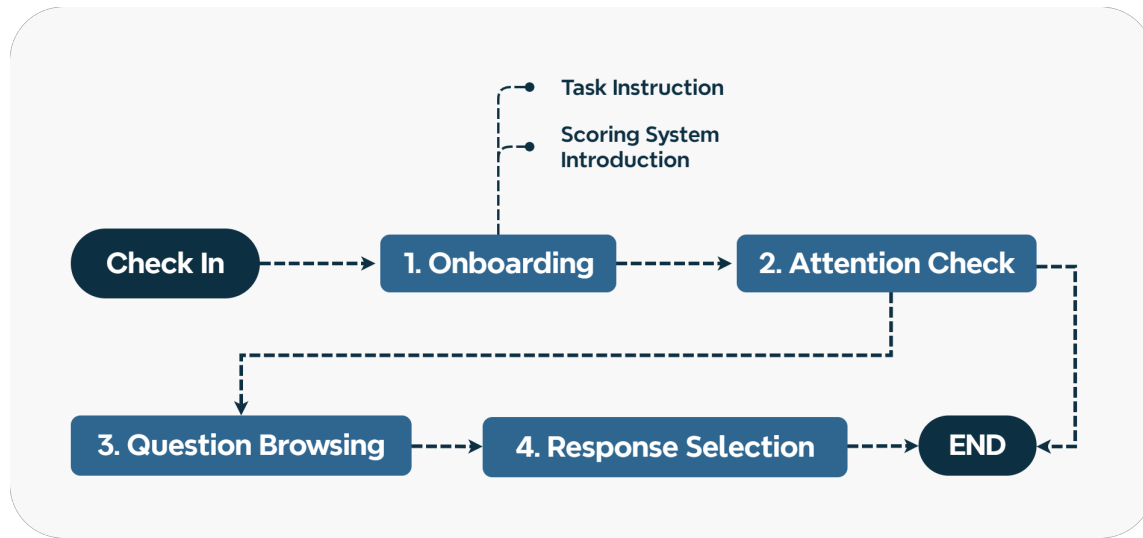 Task Instruction
Scoring System
Introduction
Check In
1. Onboarding
2. Attention Check
3. Question Browsing
4. Response Selection
END